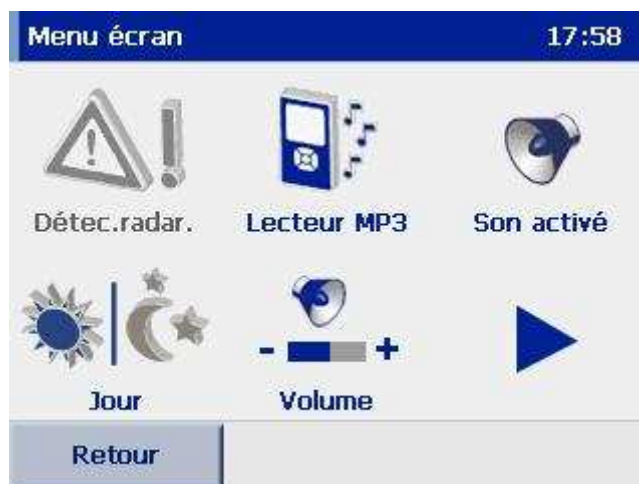 Menu écran 17:58
Détec.radar. Lecteur MP3 Son activé
- +
Jour Volume
Retour